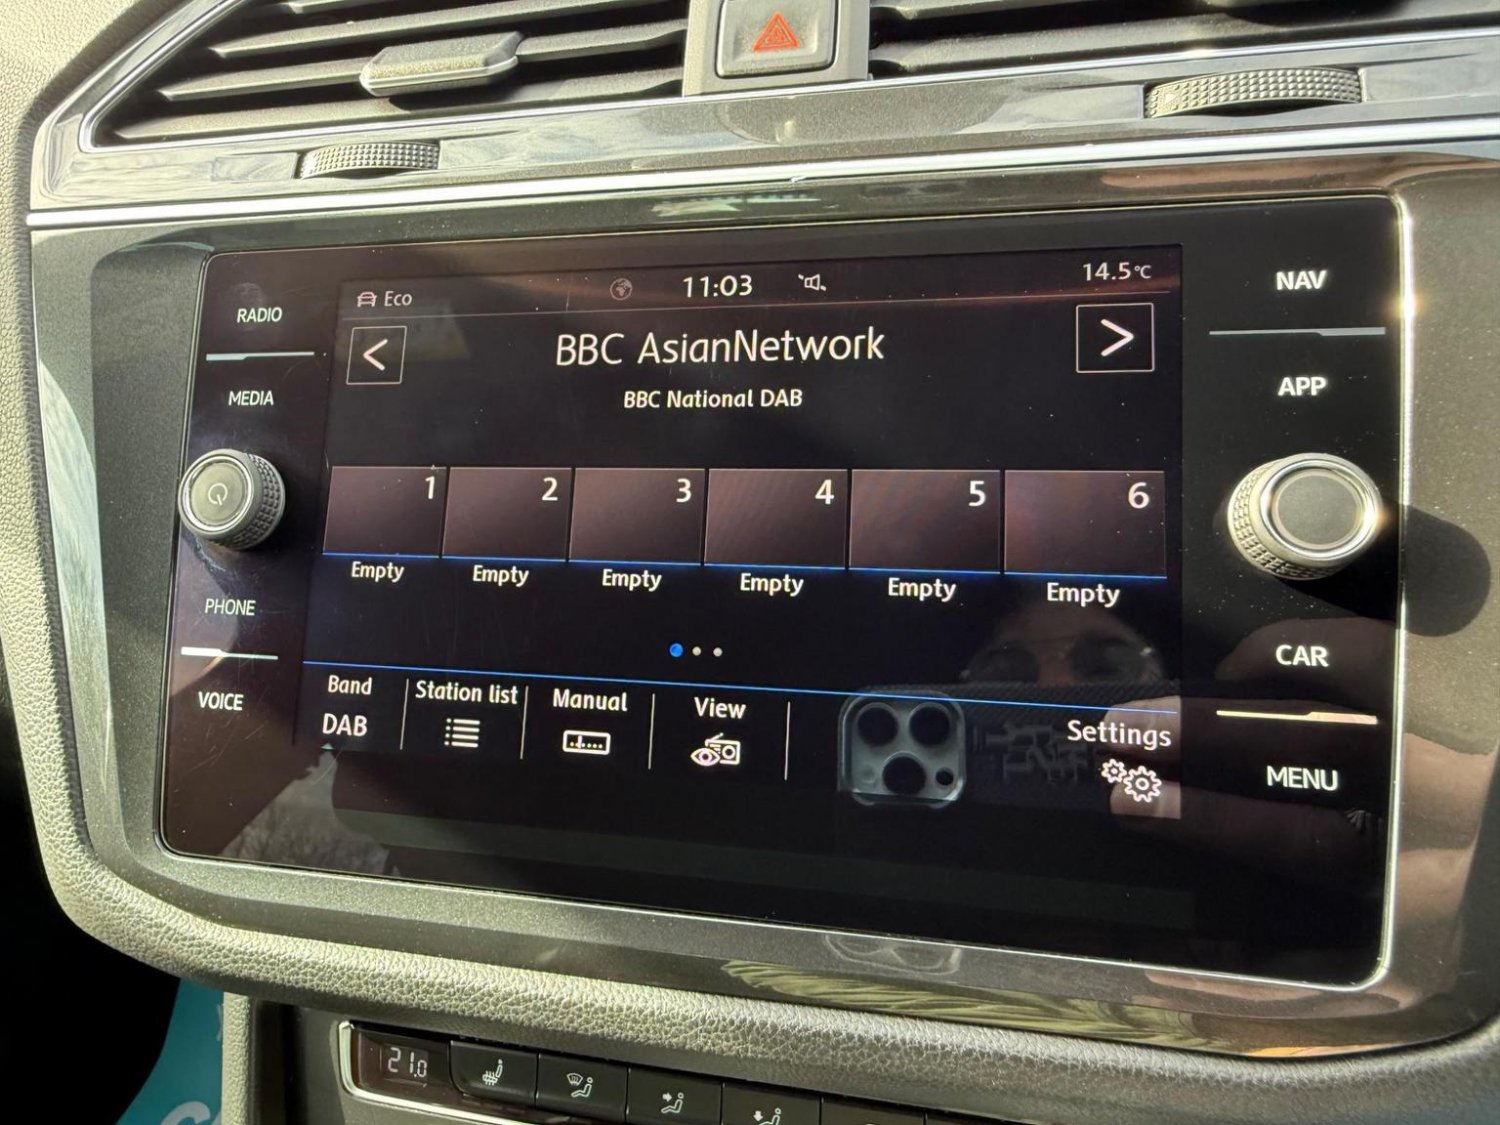 RADIO
MEDIA
PHONE
VOICE
Eco
11:03
14.5°C
<
BBC AsianNetwork
>
BBC National DAB
1 2 3 4 5 6
Empty Empty Empty Empty Empty Empty
Band Station list Manual View Settings
DAB
NAV
APP
CAR
MENU
21.0